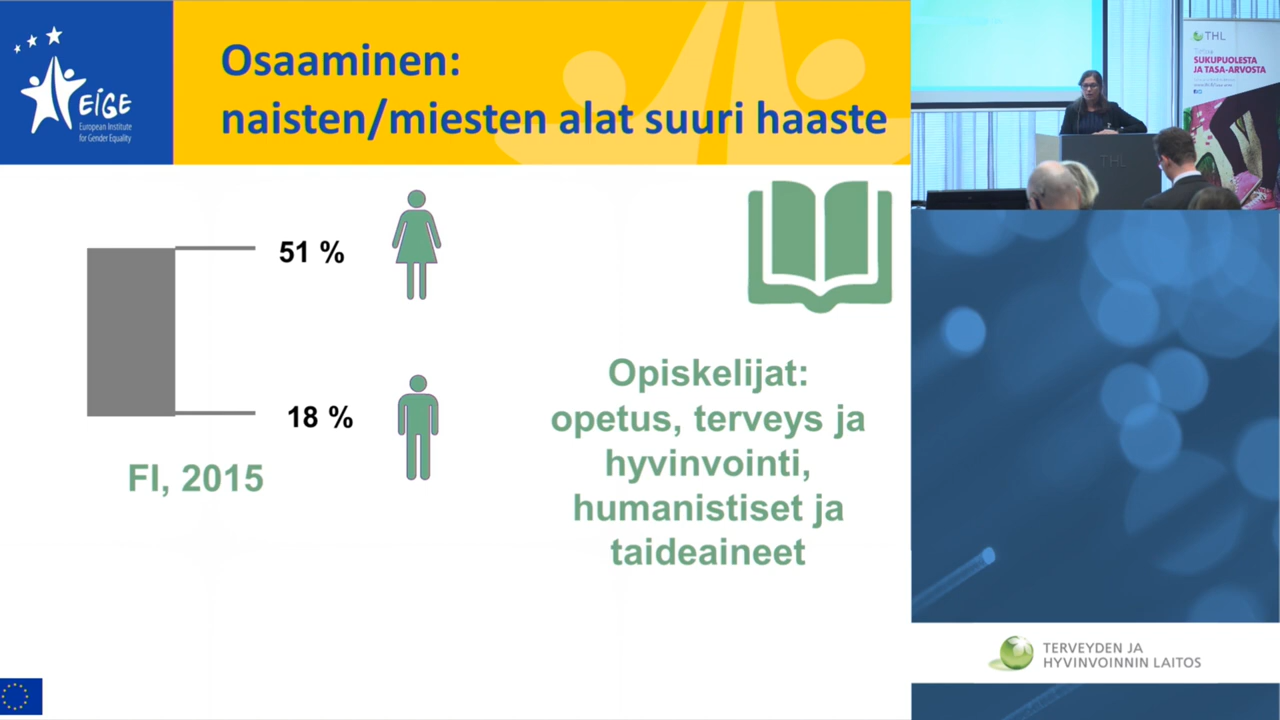 EIGE
European Institute
for Gender Equality
Osaaminen:
naisten/miesten alat suuri haaste
51 %
18 %
FI, 2015
Opiskelijat:
opetus, terveys ja
hyvinvointi,
humanistiset ja
taideaineet
THL
SUKUPUOLESTA
JA TASA-ARVOSTA
THL
TERVEYDEN JA
HYVINVOINNIN LAITOS